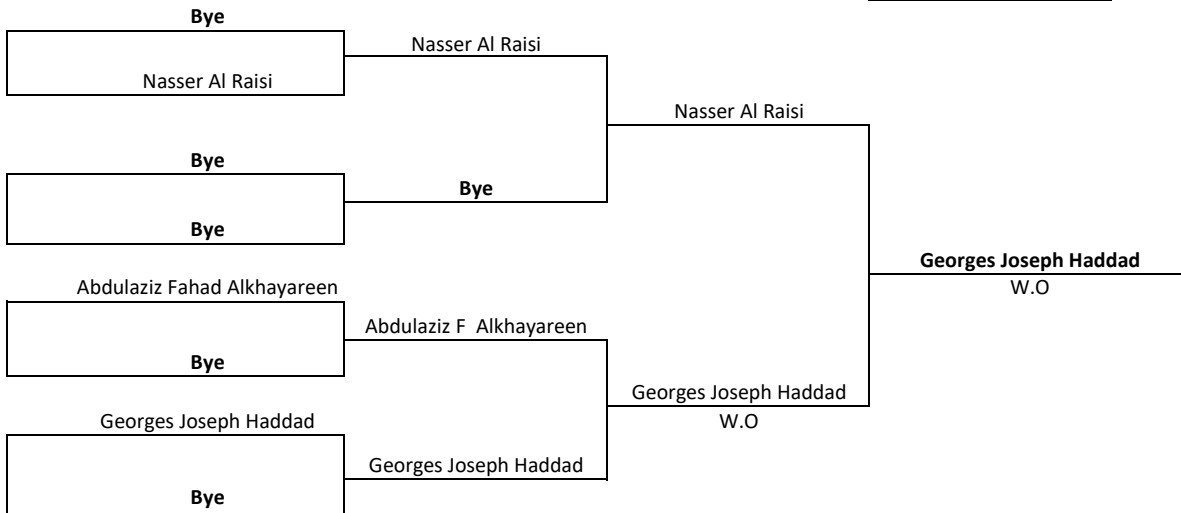 Bye
Nasser Al Raisi
Nasser Al Raisi
Nasser Al Raisi
Bye
Bye
Bye
Georges Joseph Haddad
W.O
Abdulaziz Fahad Alkhayareen
Abdulaziz F Alkhayareen
Bye
Georges Joseph Haddad
W.O
Georges Joseph Haddad
Georges Joseph Haddad
Bye